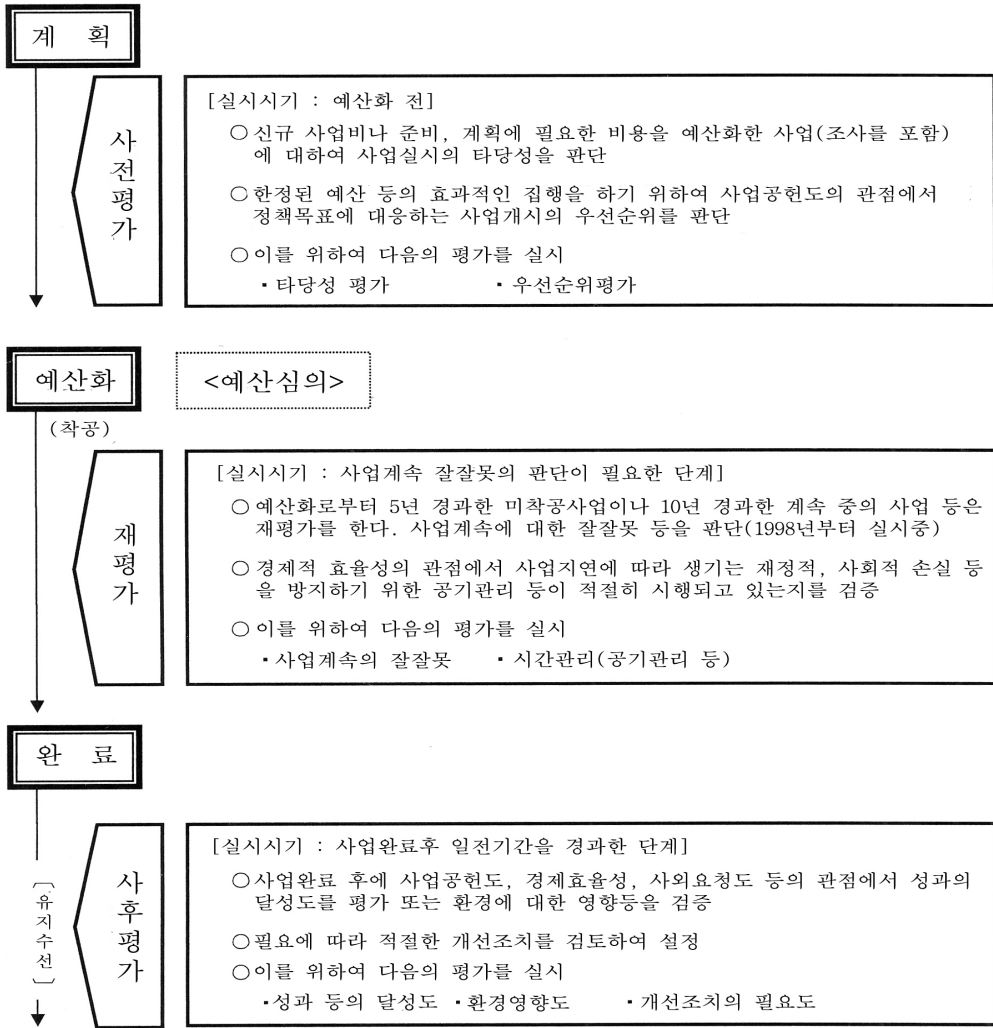 계 획
사전평가
[실시시기 : 예산화 전]
○신규 사업비나 준비, 계획에 필요한 비용을 예산화한 사업(조사를 포함)
에 대하여 사업실시의 타당성을 판단
○한정된 예산 등의 효과적인 집행을 하기 위하여 사업공헌도의 관점에서
정책목표에 대응하는 사업개시의 우선순위를 판단
○이를 위하여 다음의 평가를 실시
▪타당성 평가 ▪우선순위평가
예산화
<예산심의>
(착공)
재평가
[실시시기 : 사업계속 잘잘못의 판단이 필요한 단계]
○예산화로부터 5년 경과한 미착공사업이나 10년 경과한 계속 중의 사업 등은
재평가를 한다. 사업계속에 대한 잘잘못 등을 판단(1998년부터 실시중)
○경제적 효율성의 관점에서 사업지연에 따라 생기는 재정적, 사회적 손실 등
을 방지하기 위한 공기관리 등이 적절히 시행되고 있는지를 검증
○이를 위하여 다음의 평가를 실시
▪사업계속의 잘잘못 ▪시간관리(공기관리 등)
완 료
[유지수선]
사후평가
[실시시기 : 사업완료후 일전기간을 경과한 단계]
○사업완료 후에 사업공헌도, 경제효율성, 사외요청도 등의 관점에서 성과의
달성도를 평가 또는 환경에 대한 영향등을 검증
○필요에 따라 적절한 개선조치를 검토하여 설정
○이를 위하여 다음의 평가를 실시
▪성과 등의 달성도 ▪환경영향도 ▪개선조치의 필요도